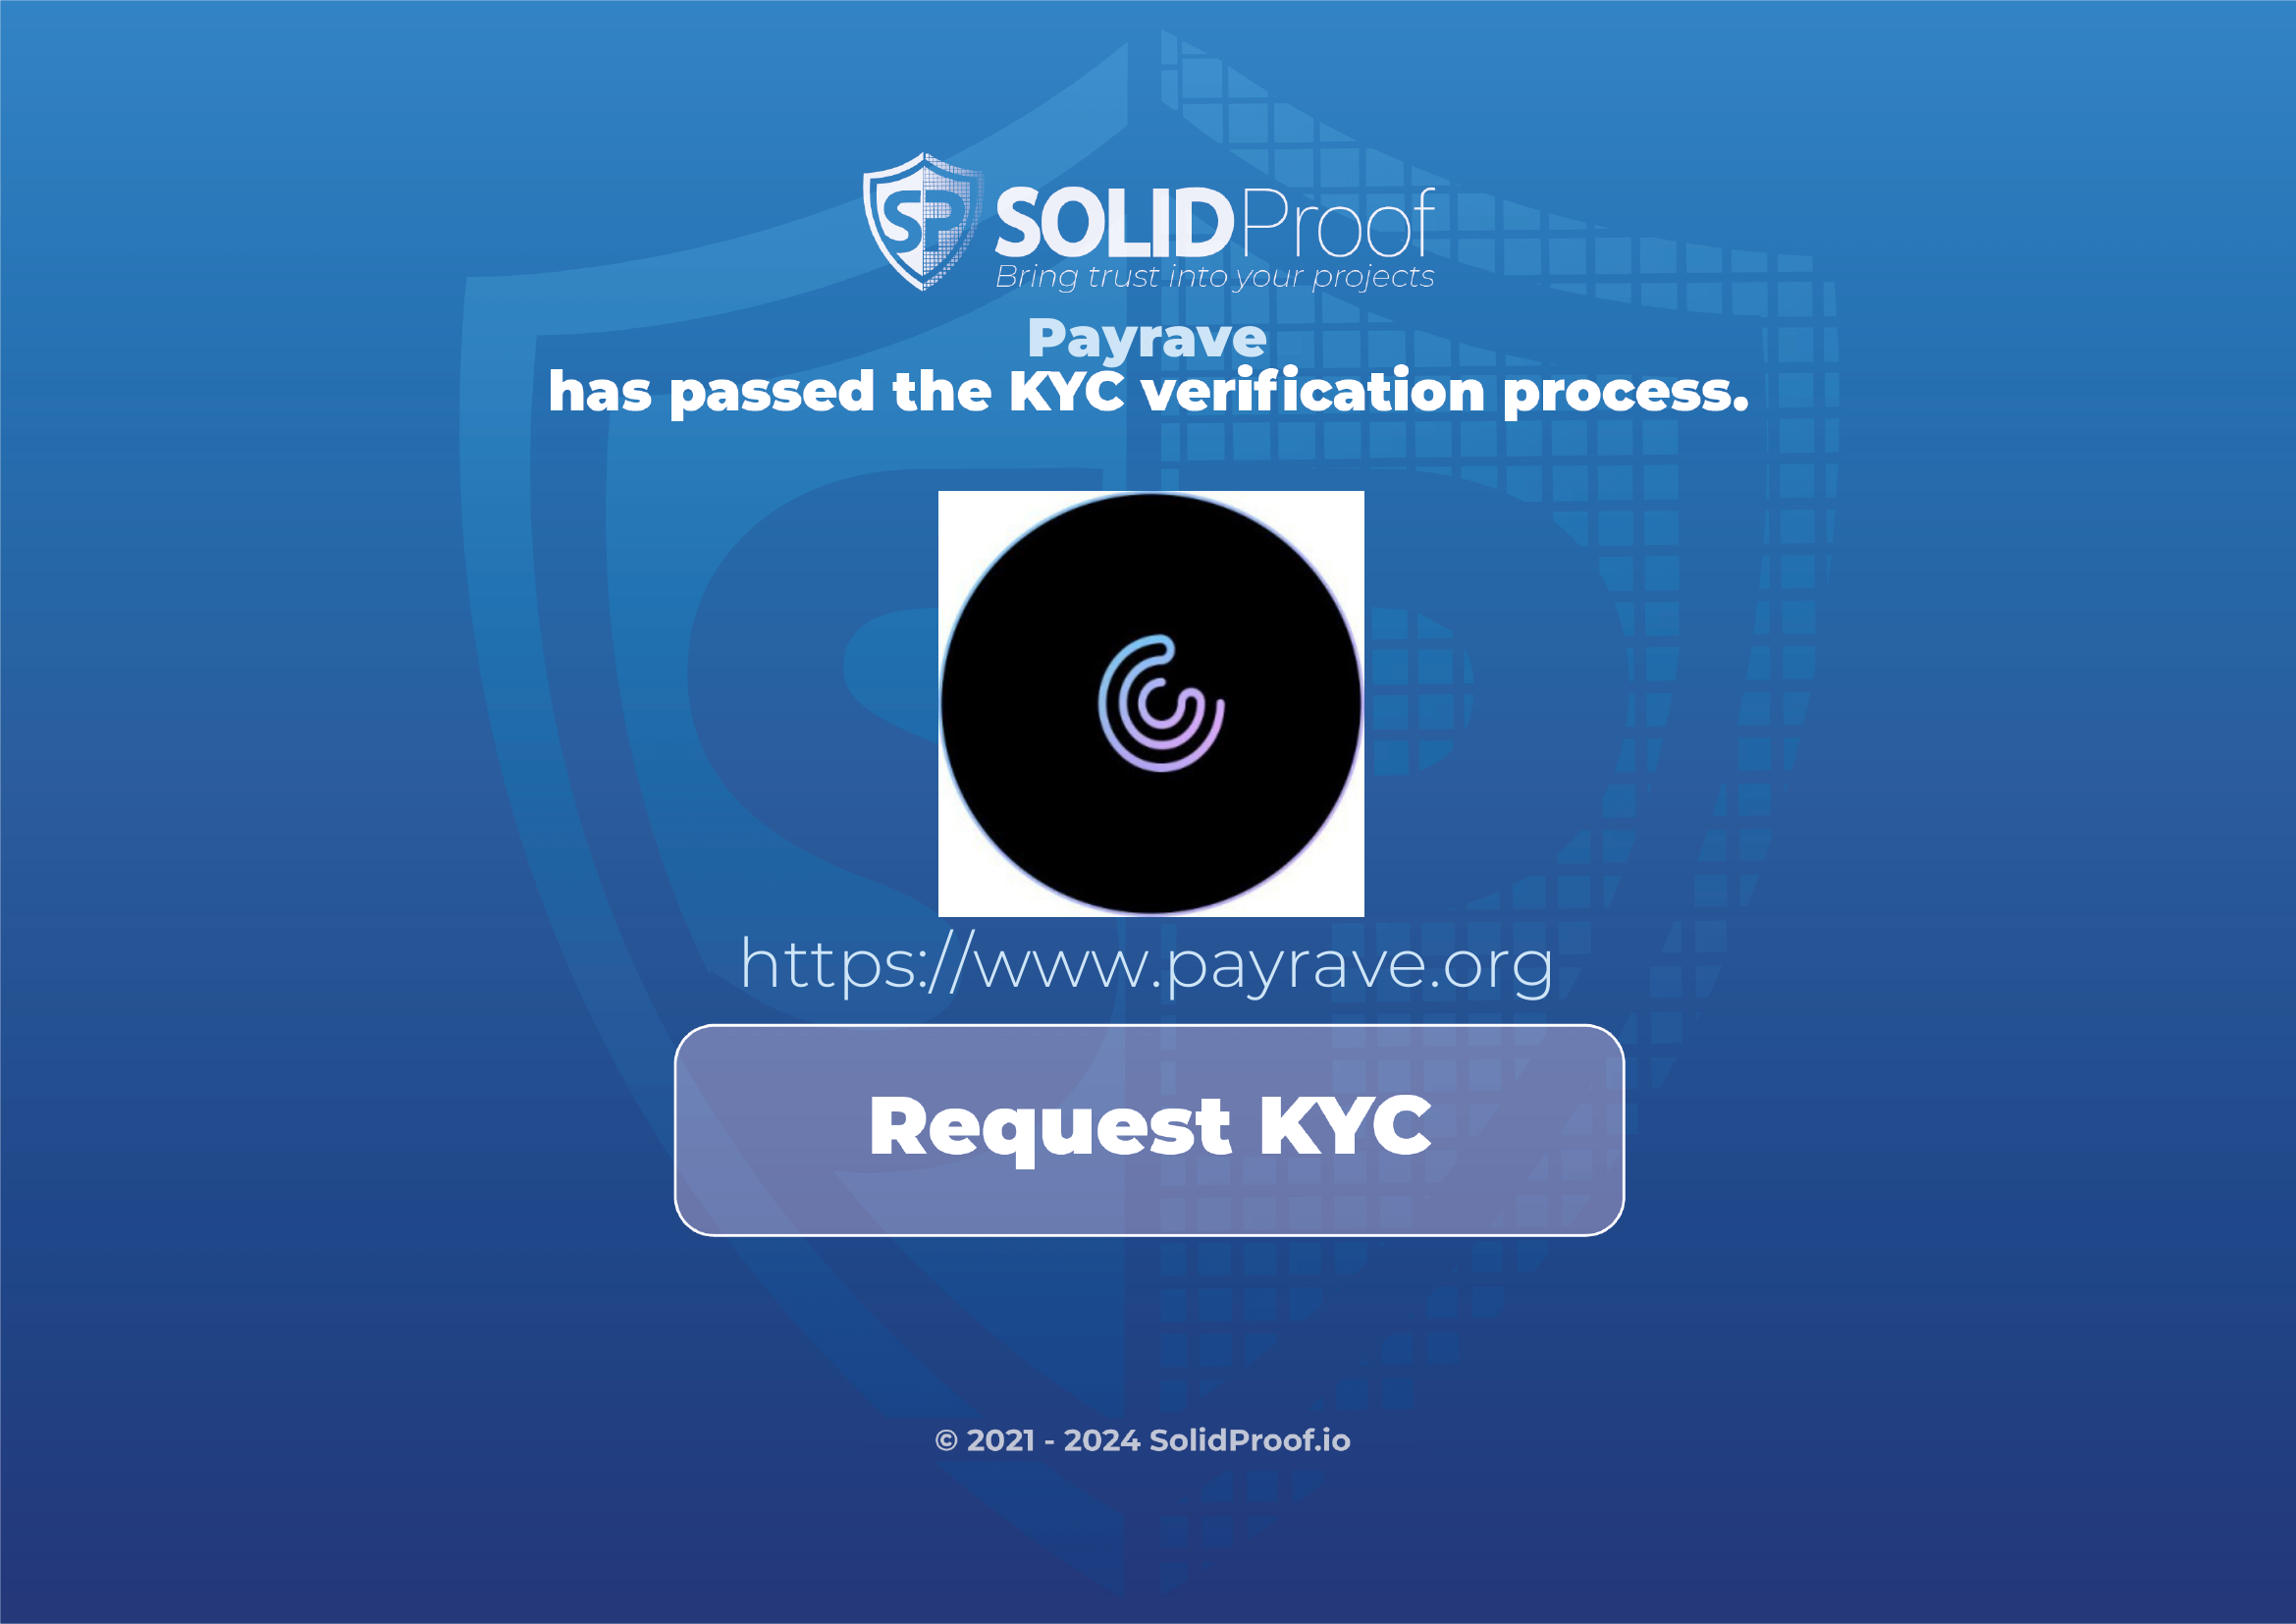 SP SOLIDProof
Bring trust into your projects
Payrave
has passed the KYC verification process.
https://www.payrave.org
Request KYC
© 2021 - 2024 SolidProof.io